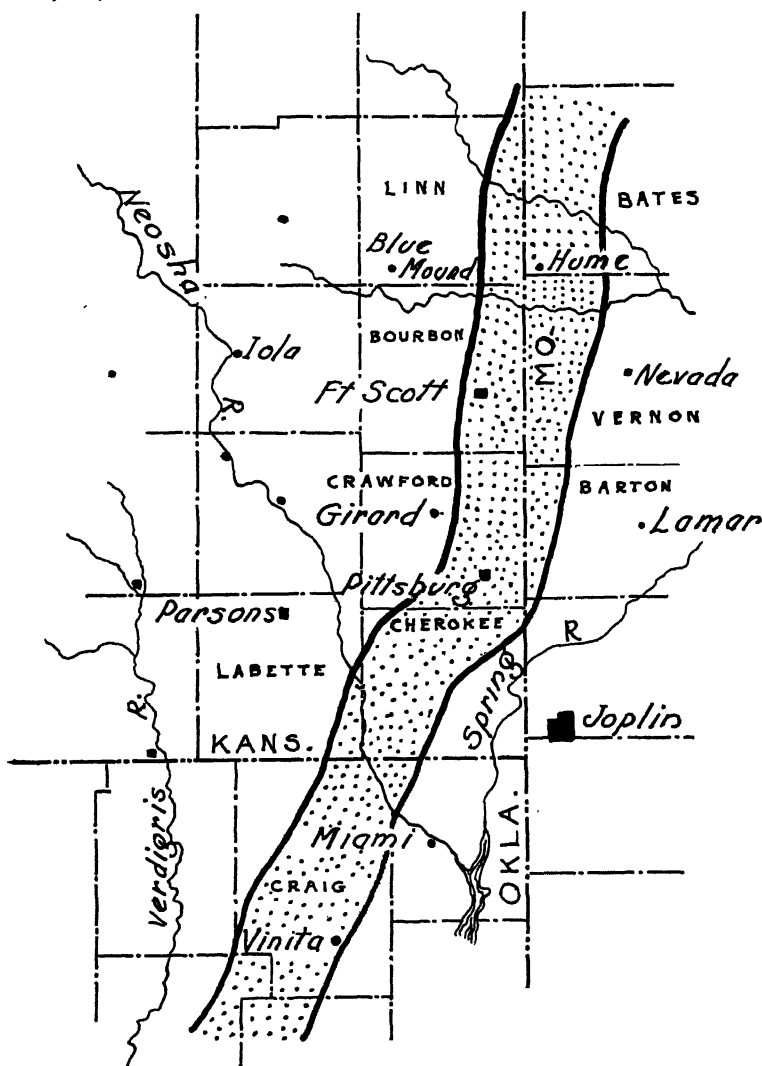 LINN
BATES
Neosha
Blue
Mound
Hume
BOURBON
MO.
Iola
Ft Scott
Nevada
R.
VERNON
CRAWFORD
BARTON
Girard
Lamar
Pittsburg
Parsons
CHEROKEE
R
LABETTE
Spring
R.
Joplin
KANS.
Verdigris
OKLA.
Miami
CRAIG
Vinita